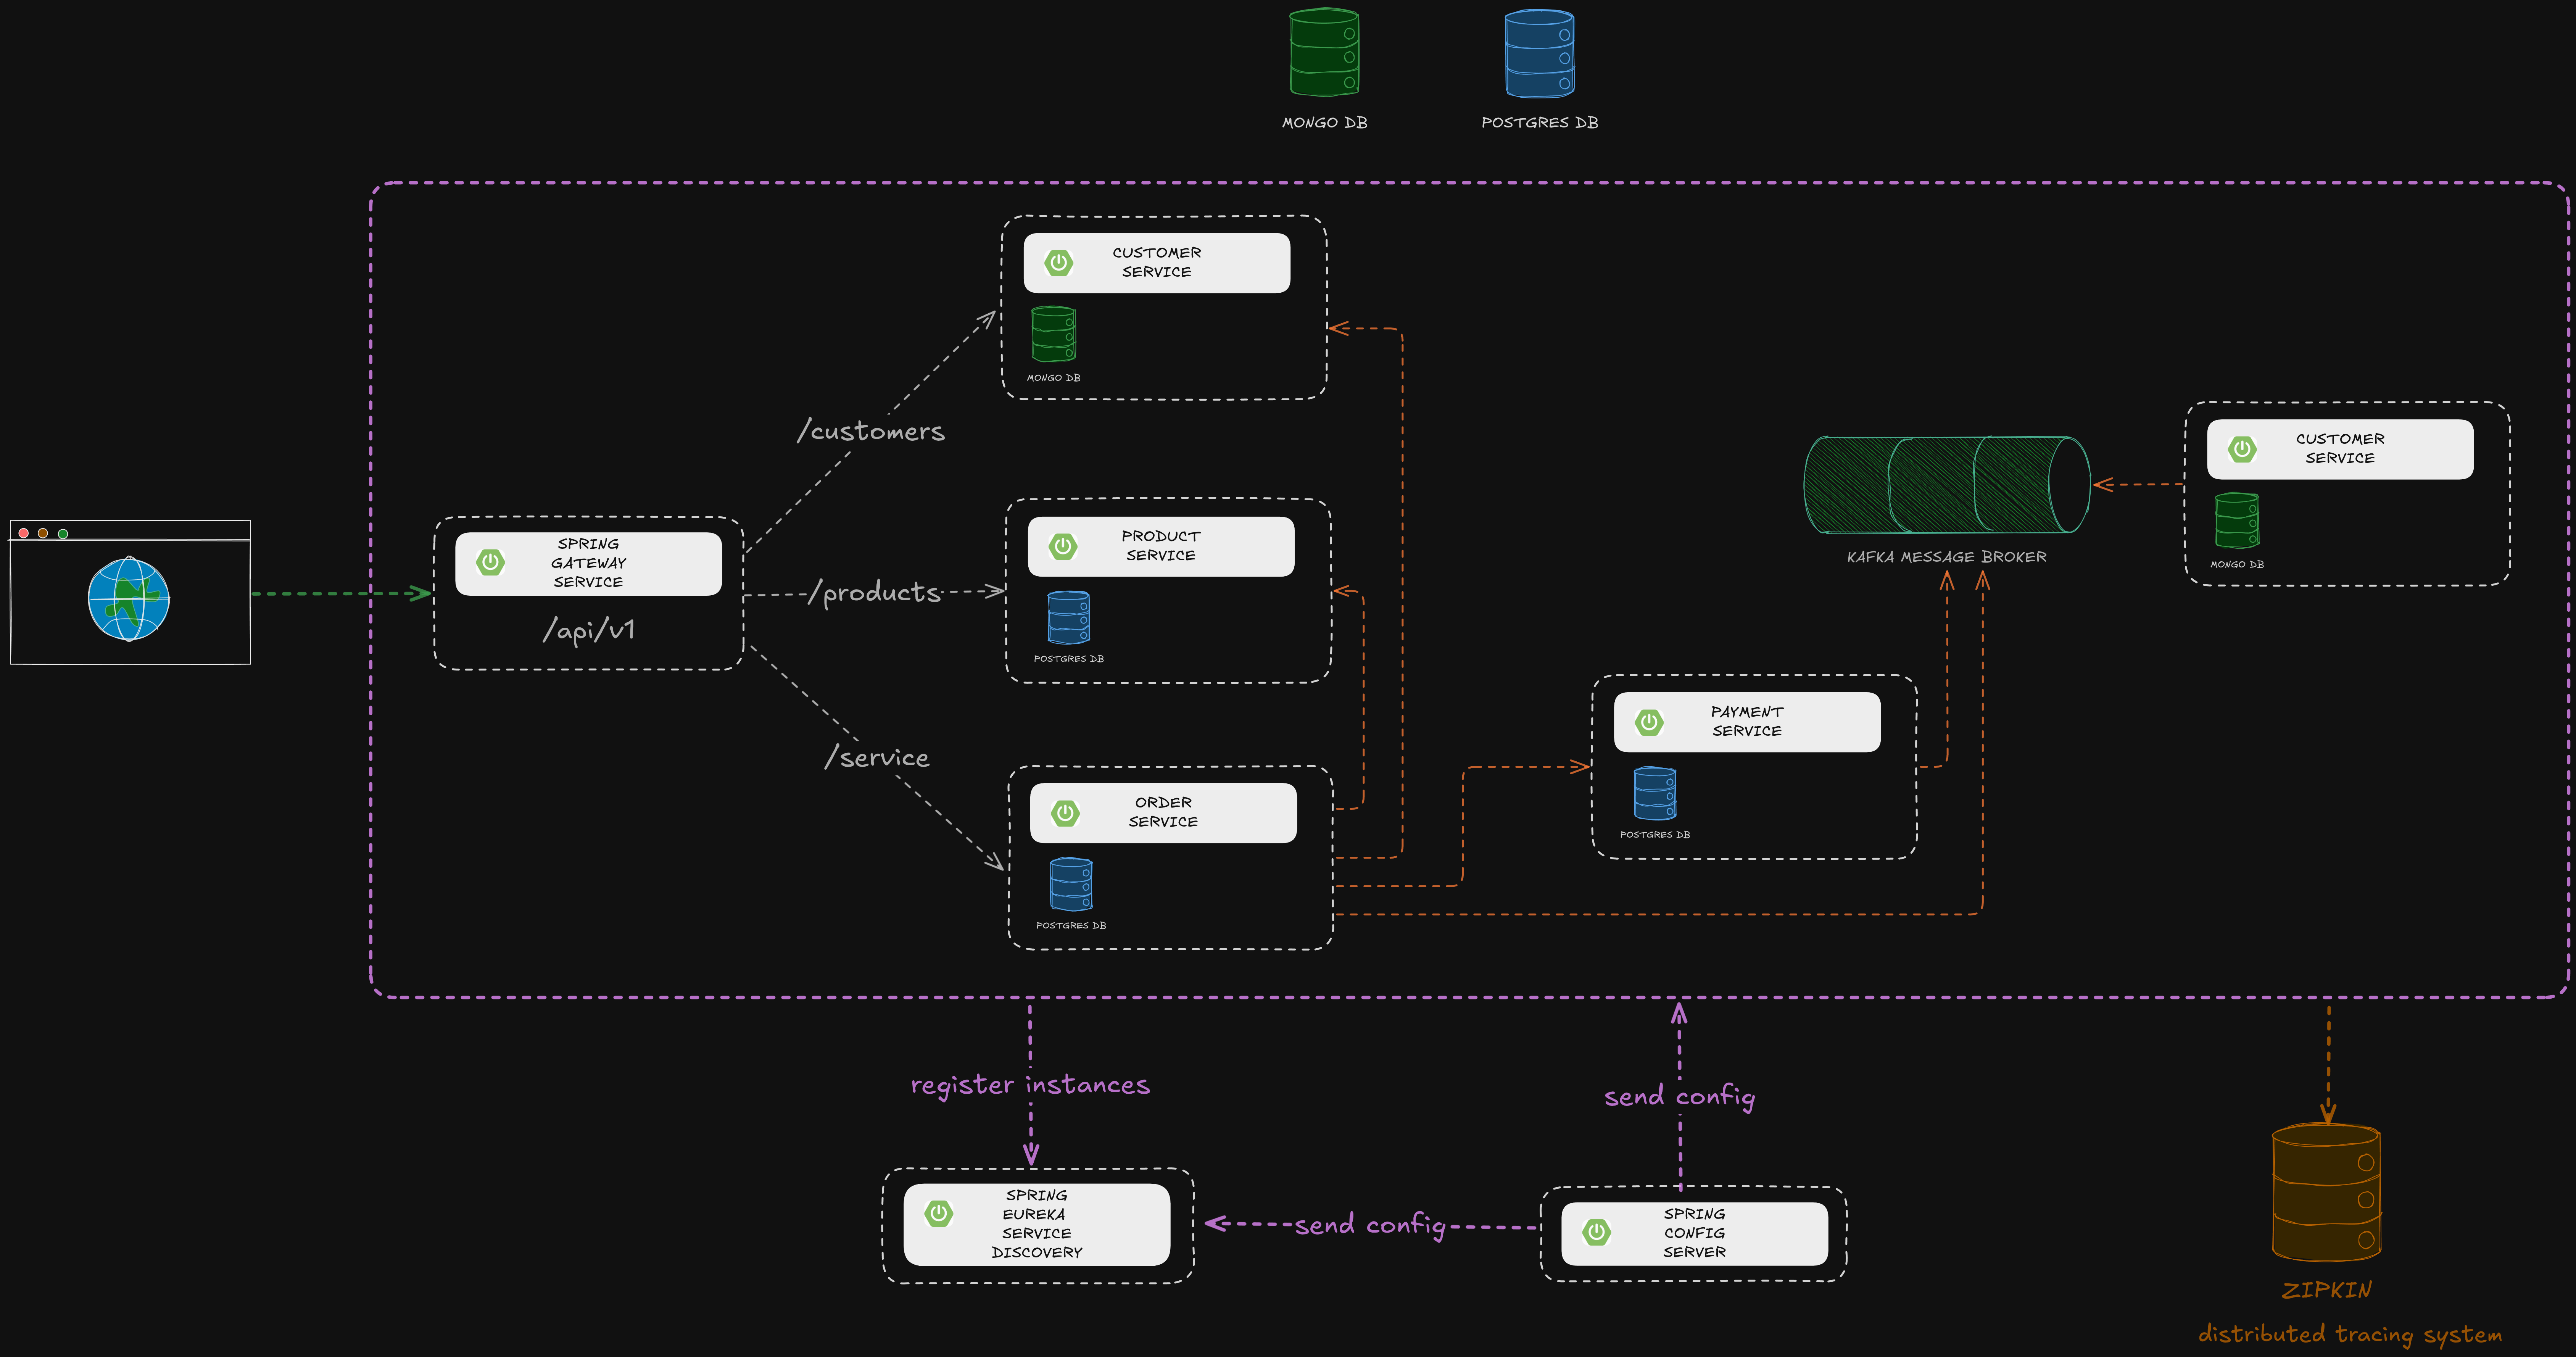 MONGO DB
POSTGRES DB
CUSTOMER
SERVICE
MONGO DB
/customers
SPRING
GATEWAY
SERVICE
/api/v1
/products
PRODUCT
SERVICE
POSTGRES DB
/service
ORDER
SERVICE
POSTGRES DB
PAYMENT
SERVICE
POSTGRES DB
KAFKA MESSAGE BROKER
CUSTOMER
SERVICE
MONGO DB
register instances
send config
SPRING
EUREKA
SERVICE
DISCOVERY
send config
SPRING
CONFIG
SERVER
ZIPKIN
distributed tracing system